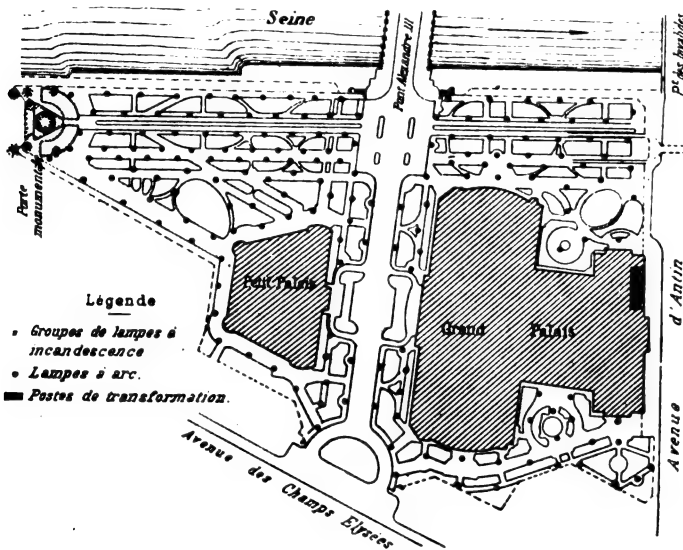 Seine
Pont Alexandre III
Pt des Invalides
Porte
monumentale
Petit Palais
Grand Palais
Avenue d'Antin
Légende
Groupes de lampes à
incandescence
Lampes à arc.
Postes de transformation.
Avenue des Champs Elysées